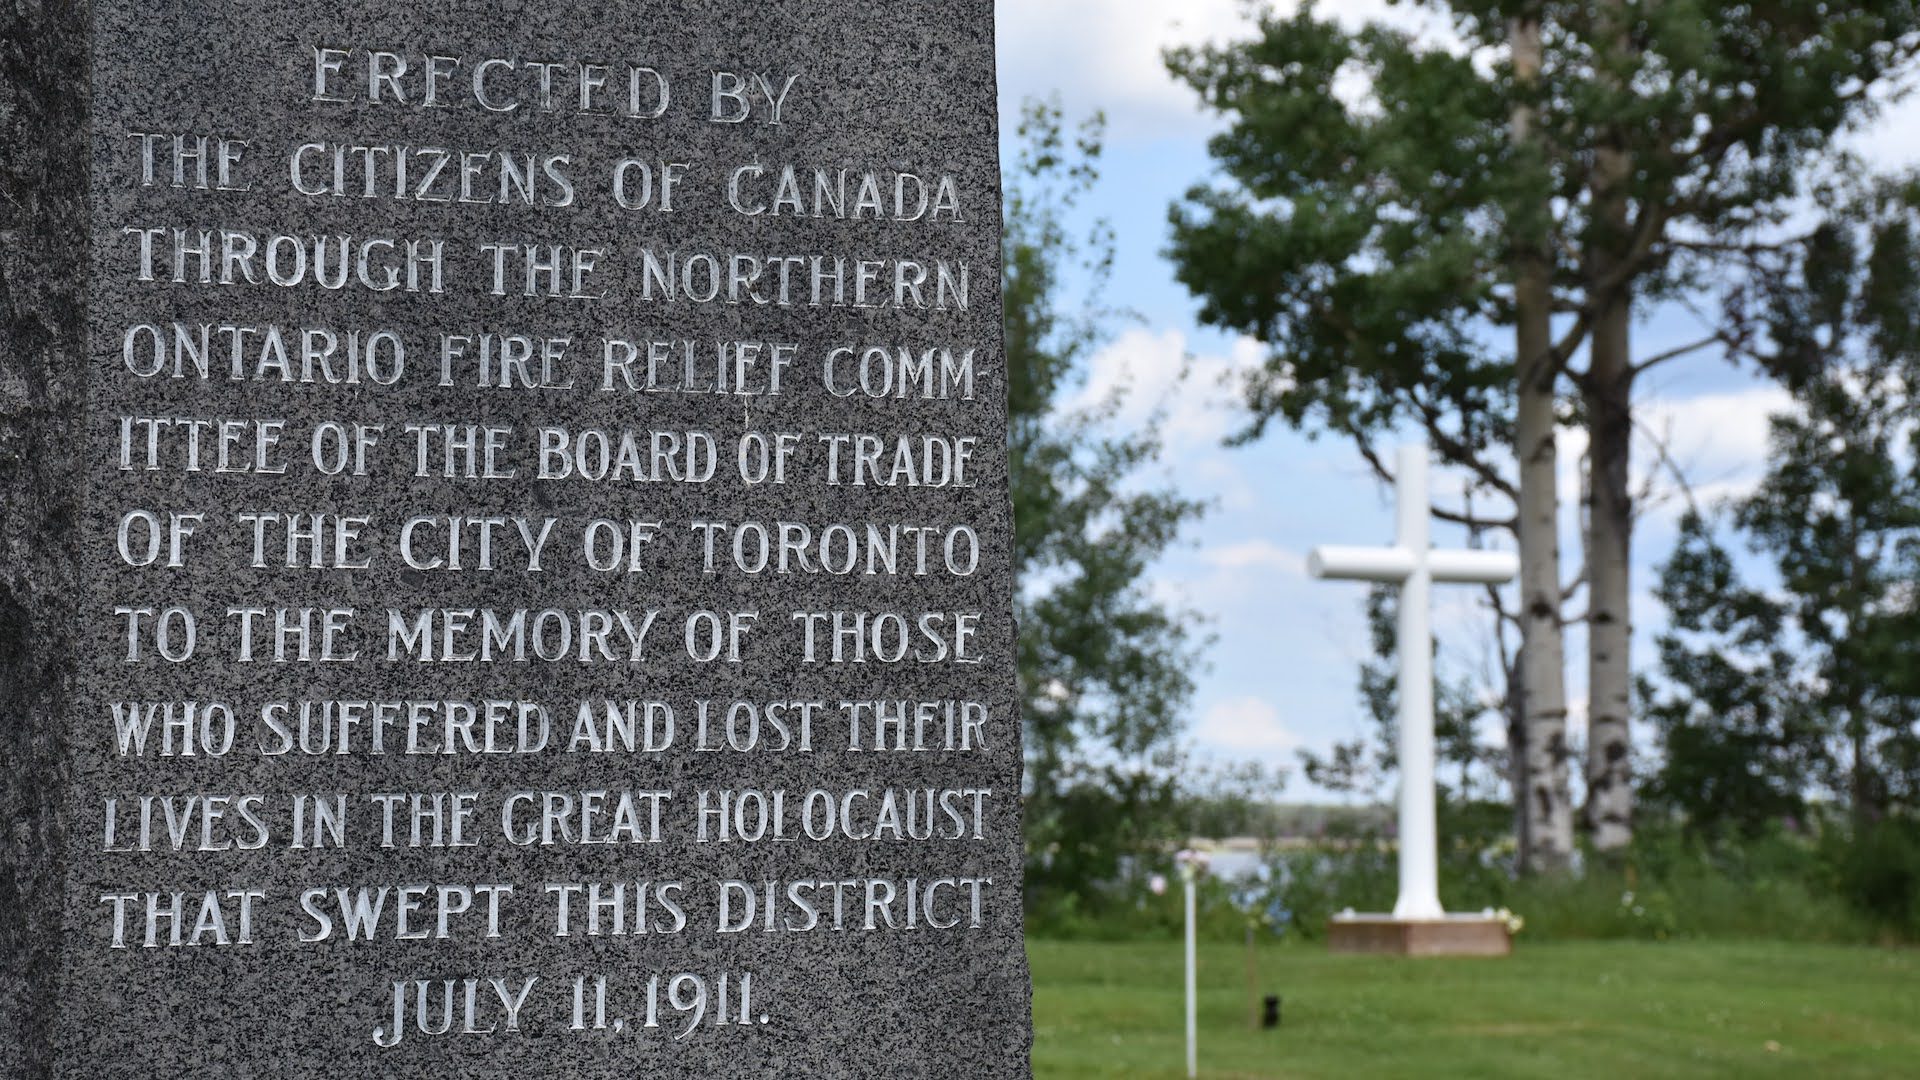 ERECTED BY
THE CITIZENS OF CANADA
THROUGH THE NORTHERN
ONTARIO FIRE RELIEF COMM-
ITTEE OF THE BOARD OF TRADE
OF THE CITY OF TORONTO
TO THE MEMORY OF THOSE
WHO SUFFERED AND LOST THEIR
LIVES IN THE GREAT HOLOCAUST
THAT SWEPT THIS DISTRICT
JULY 11, 1911.